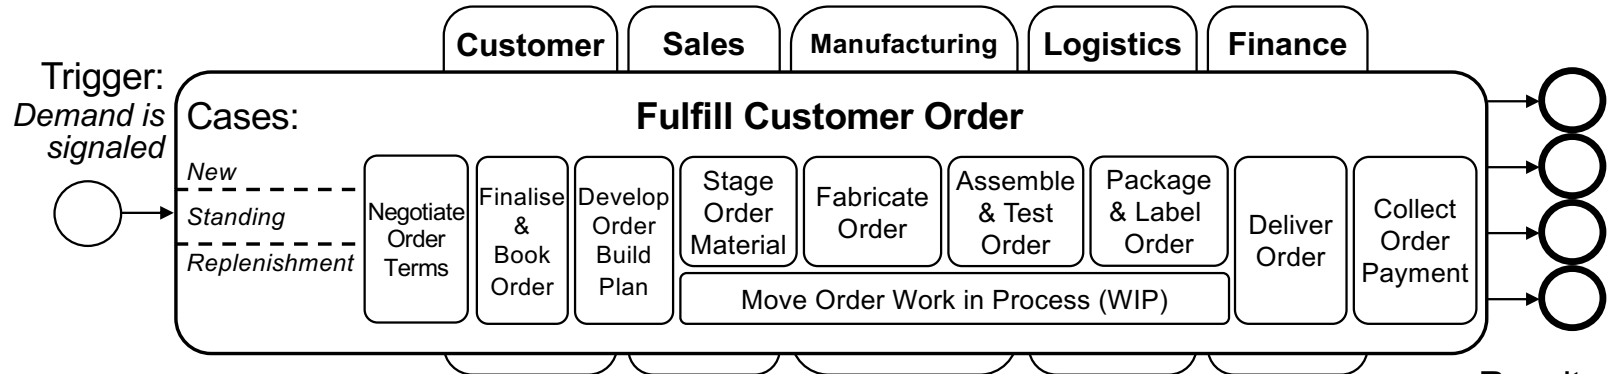 Customer
Sales
Manufacturing
Logistics
Finance
Trigger:
Demand is
signaled
Cases:
Fulfill Customer Order
New
Standing
Replenishment
Negotiate
Order
Terms
Finalise
&
Book
Order
Develop
Order
Build
Plan
Stage
Order
Material
Fabricate
Order
Assemble
& Test
Order
Package
& Label
Order
Move Order Work in Process (WIP)
Deliver
Order
Collect
Order
Payment